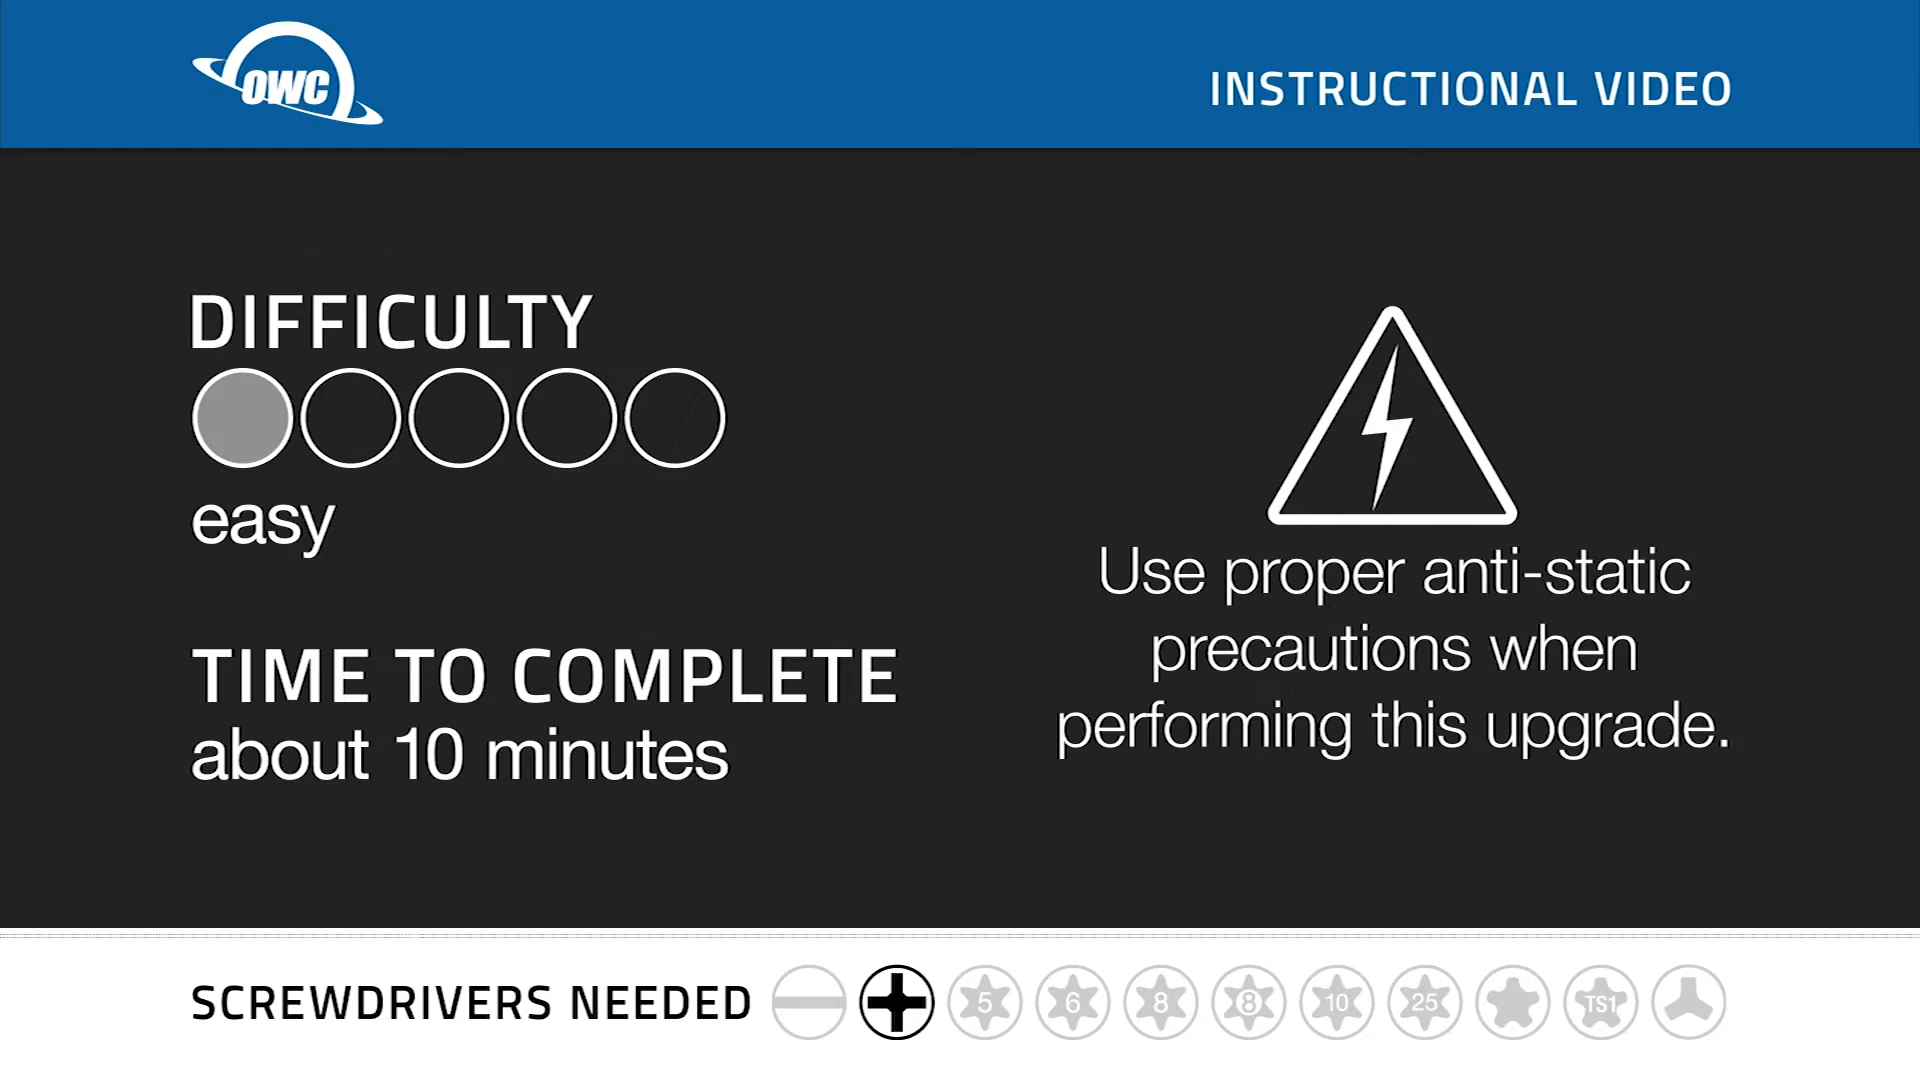 OWC
INSTRUCTIONAL VIDEO
DIFFICULTY
easy
TIME TO COMPLETE
about 10 minutes
Use proper anti-static
precautions when
performing this upgrade.
SCREWDRIVERS NEEDED 5 6 8 8 10 25 TS1